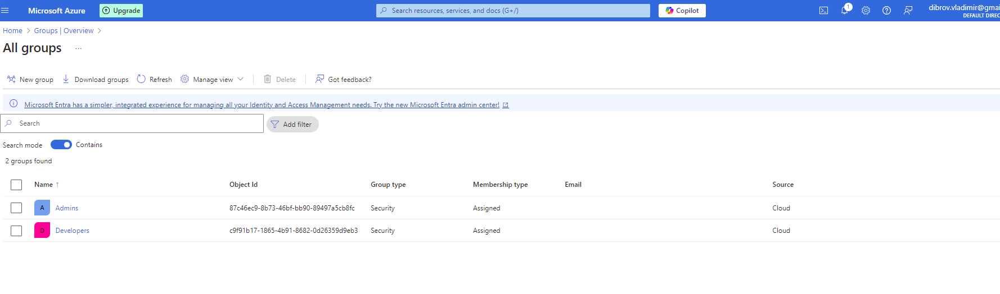 Microsoft Azure Upgrade Search resources, services, and docs (G+/) Copilot 1 dibrov.vladimir@gmai
DEFAULT DIREC
Home > Groups | Overview >
All groups ...
New group Download groups Refresh Manage view Delete Got feedback?
Microsoft Entra has a simpler, integrated experience for managing all your Identity and Access Management needs. Try the new Microsoft Entra admin center!
Search Add filter
Search mode Contains
2 groups found
Name ↑ Object Id Group type Membership type Email Source
A Admins 87c46ec9-8b73-46bf-bb90-89497a5cb8fc Security Assigned Cloud
D Developers c9f91b17-1865-4b91-8682-0d26359d9eb3 Security Assigned Cloud